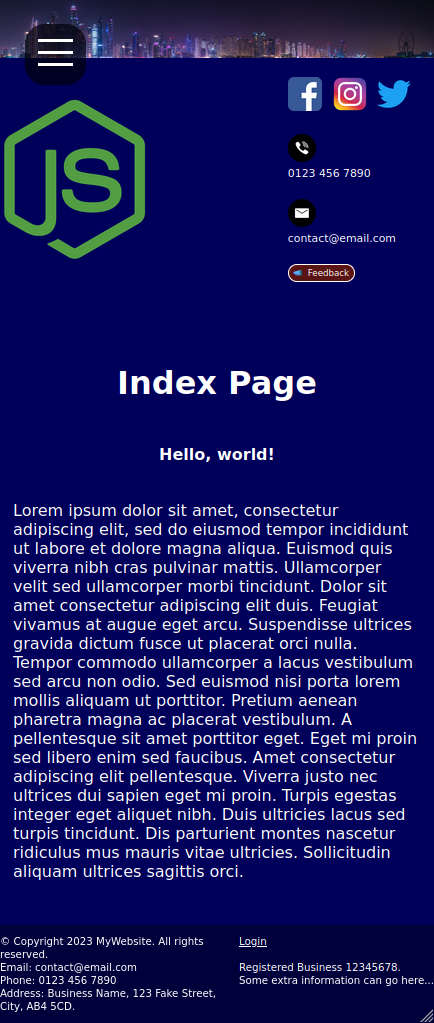 JS
0123 456 7890
contact@email.com
Feedback
Index Page
Hello, world!
Lorem ipsum dolor sit amet, consectetur
adipiscing elit, sed do eiusmod tempor incididunt
ut labore et dolore magna aliqua. Euismod quis
viverra nibh cras pulvinar mattis. Ullamcorper
velit sed ullamcorper morbi tincidunt. Dolor sit
amet consectetur adipiscing elit duis. Feugiat
vivamus at augue eget arcu. Suspendisse ultrices
gravida dictum fusce ut placerat orci nulla.
Tempor commodo ullamcorper a lacus vestibulum
sed arcu non odio. Sed euismod nisi porta lorem
mollis aliquam ut porttitor. Pretium aenean
pharetra magna ac placerat vestibulum. A
pellentesque sit amet porttitor eget. Eget mi proin
sed libero enim sed faucibus. Amet consectetur
adipiscing elit pellentesque. Viverra justo nec
ultrices dui sapien eget mi proin. Turpis egestas
integer eget aliquet nibh. Duis ultricies lacus sed
turpis tincidunt. Dis parturient montes nascetur
ridiculus mus mauris vitae ultricies. Sollicitudin
aliquam ultrices sagittis orci.
© Copyright 2023 MyWebsite. All rights
reserved.
Email: contact@email.com
Phone: 0123 456 7890
Address: Business Name, 123 Fake Street,
City, AB4 5CD.
Login
Registered Business 12345678.
Some extra information can go here...